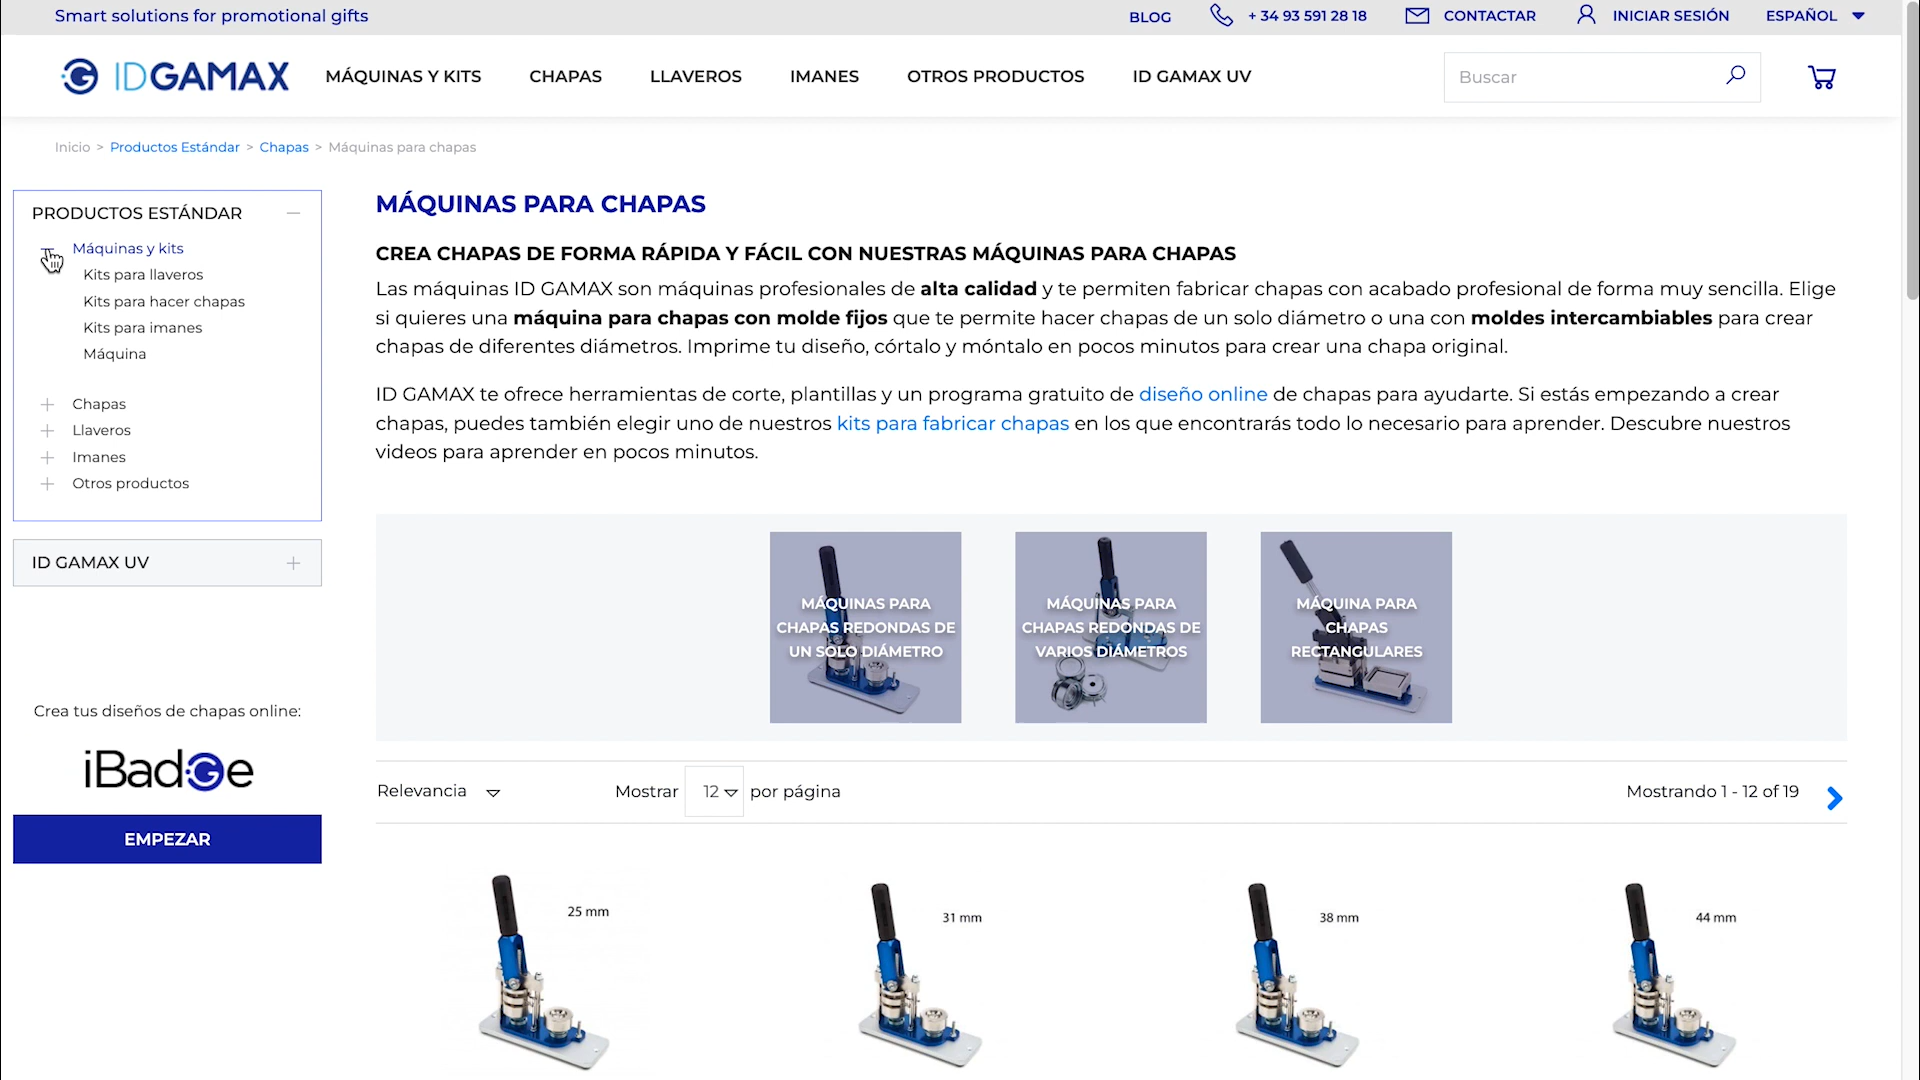 Smart solutions for promotional gifts
BLOG
+ 34 93 591 28 18
CONTACTAR
INICIAR SESIÓN
ESPAÑOL
IDGAMAX
MÁQUINAS Y KITS
CHAPAS
LLAVEROS
IMANES
OTROS PRODUCTOS
ID GAMAX UV
Buscar
Inicio > Productos Estándar > Chapas > Máquinas para chapas
PRODUCTOS ESTÁNDAR
Máquinas y kits
Kits para llaveros
Kits para hacer chapas
Kits para imanes
Máquina
Chapas
Llaveros
Imanes
Otros productos
ID GAMAX UV
Crea tus diseños de chapas online:
iBadGe
EMPEZAR
MÁQUINAS PARA CHAPAS
CREA CHAPAS DE FORMA RÁPIDA Y FÁCIL CON NUESTRAS MÁQUINAS PARA CHAPAS
Las máquinas ID GAMAX son máquinas profesionales de alta calidad y te permiten fabricar chapas con acabado profesional de forma muy sencilla. Elige
si quieres una máquina para chapas con molde fijos que te permite hacer chapas de un solo diámetro o una con moldes intercambiables para crear
chapas de diferentes diámetros. Imprime tu diseño, córtalo y móntalo en pocos minutos para crear una chapa original.
ID GAMAX te ofrece herramientas de corte, plantillas y un programa gratuito de diseño online de chapas para ayudarte. Si estás empezando a crear
chapas, puedes también elegir uno de nuestros kits para fabricar chapas en los que encontrarás todo lo necesario para aprender. Descubre nuestros
videos para aprender en pocos minutos.
MÁQUINAS PARA
CHAPAS REDONDAS DE
UN SOLO DIÁMETRO
MÁQUINAS PARA
CHAPAS REDONDAS DE
VARIOS DIÁMETROS
MÁQUINA PARA
CHAPAS
RECTANGULARES
Relevancia
Mostrar 12 por página
Mostrando 1 - 12 of 19
25 mm
31 mm
38 mm
44 mm